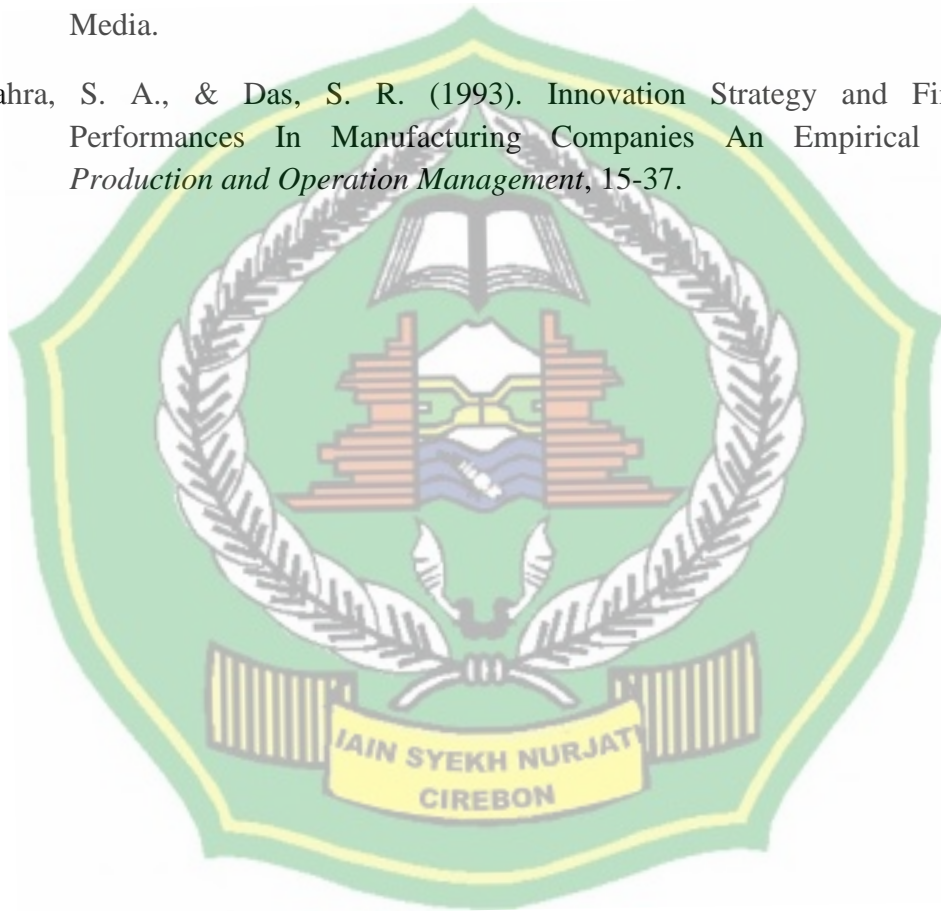 Media.
ahra, S. A., & Das, S. R. (1993). Innovation Strategy and Fi
Performances In Manufacturing Companies An Empirical
Production and Operation Management, 15-37.
IAIN SYEKH NURJATI
CIREBON